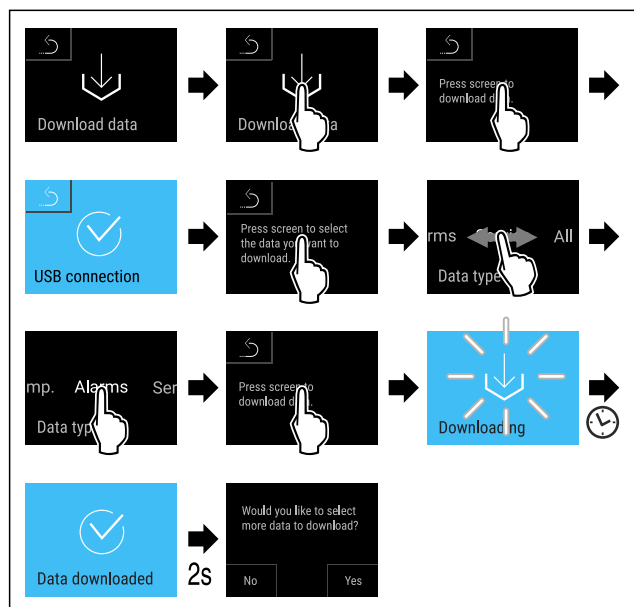 Download data
Press screen to
download
USB connection
Press screen to select
the data you want to
download.
rms
All
Data type
mp.
Alarms
Ser
Data
Press screen to
download
Downloading
Data downloaded
2s
Would you like to select
more data to download?
No
Yes